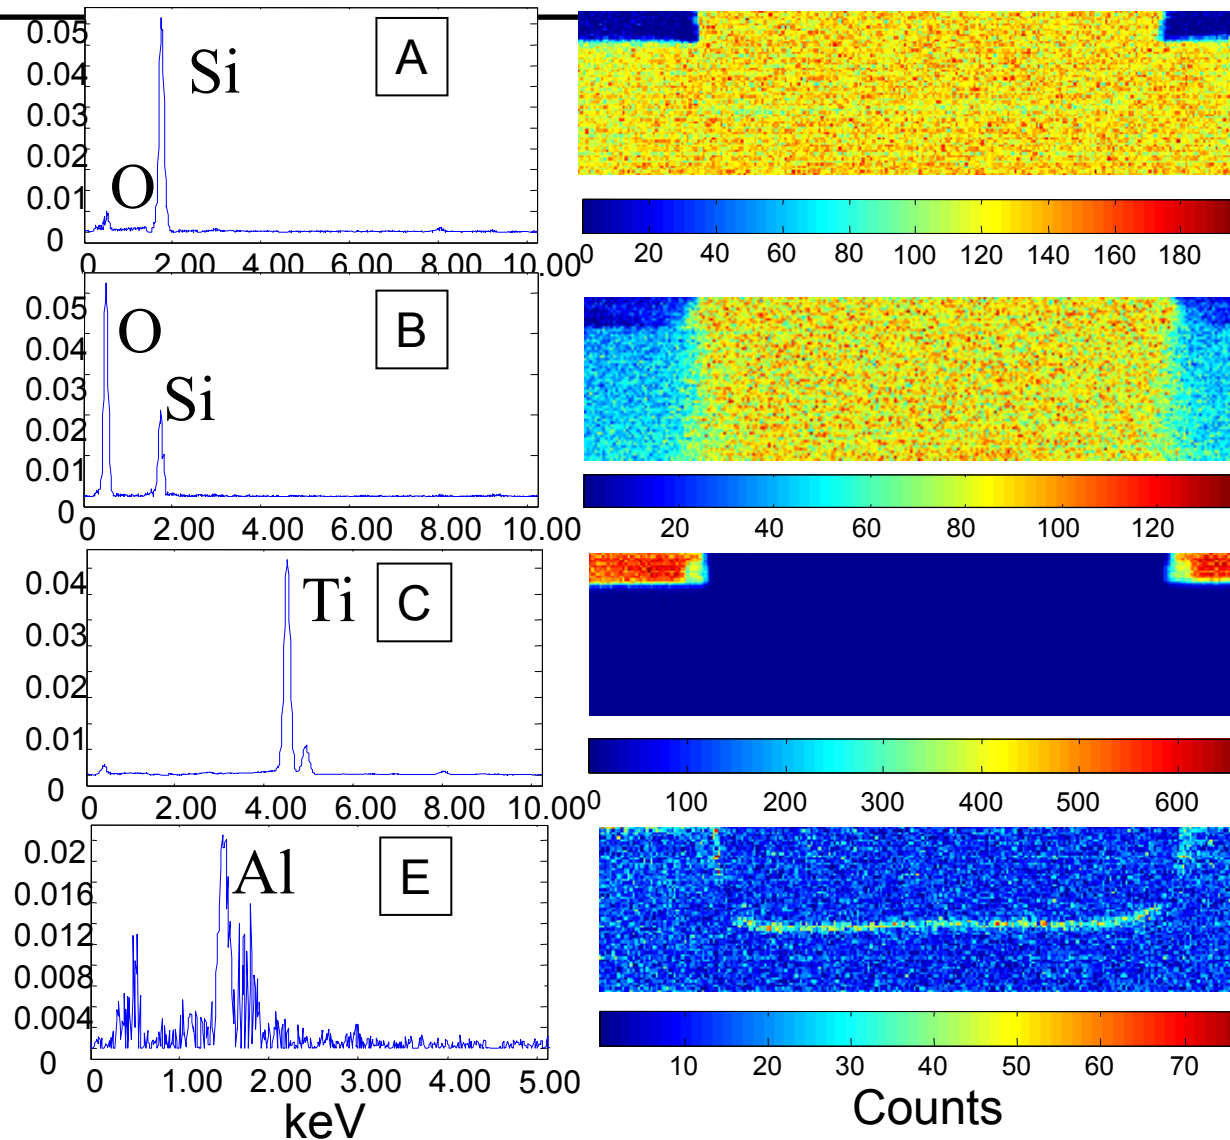 0.05
0.04
0.03
0.02
0.01
0
Si
O
A
0 2.00 4.00 6.00 8.00 10.00
0 20 40 60 80 100 120 140 160 180
0.05
0.04
0.03
0.02
0.01
0
O
Si
B
0 2.00 4.00 6.00 8.00 10.00
20 40 60 80 100 120
0.04
0.03
0.02
0.01
0
Ti
C
0 2.00 4.00 6.00 8.00 10.00
0 100 200 300 400 500 600
0.02
0.016
0.012
0.008
0.004
0
Al
E
0 1.00 2.00 3.00 4.00 5.00
10 20 30 40 50 60 70
keV
Counts